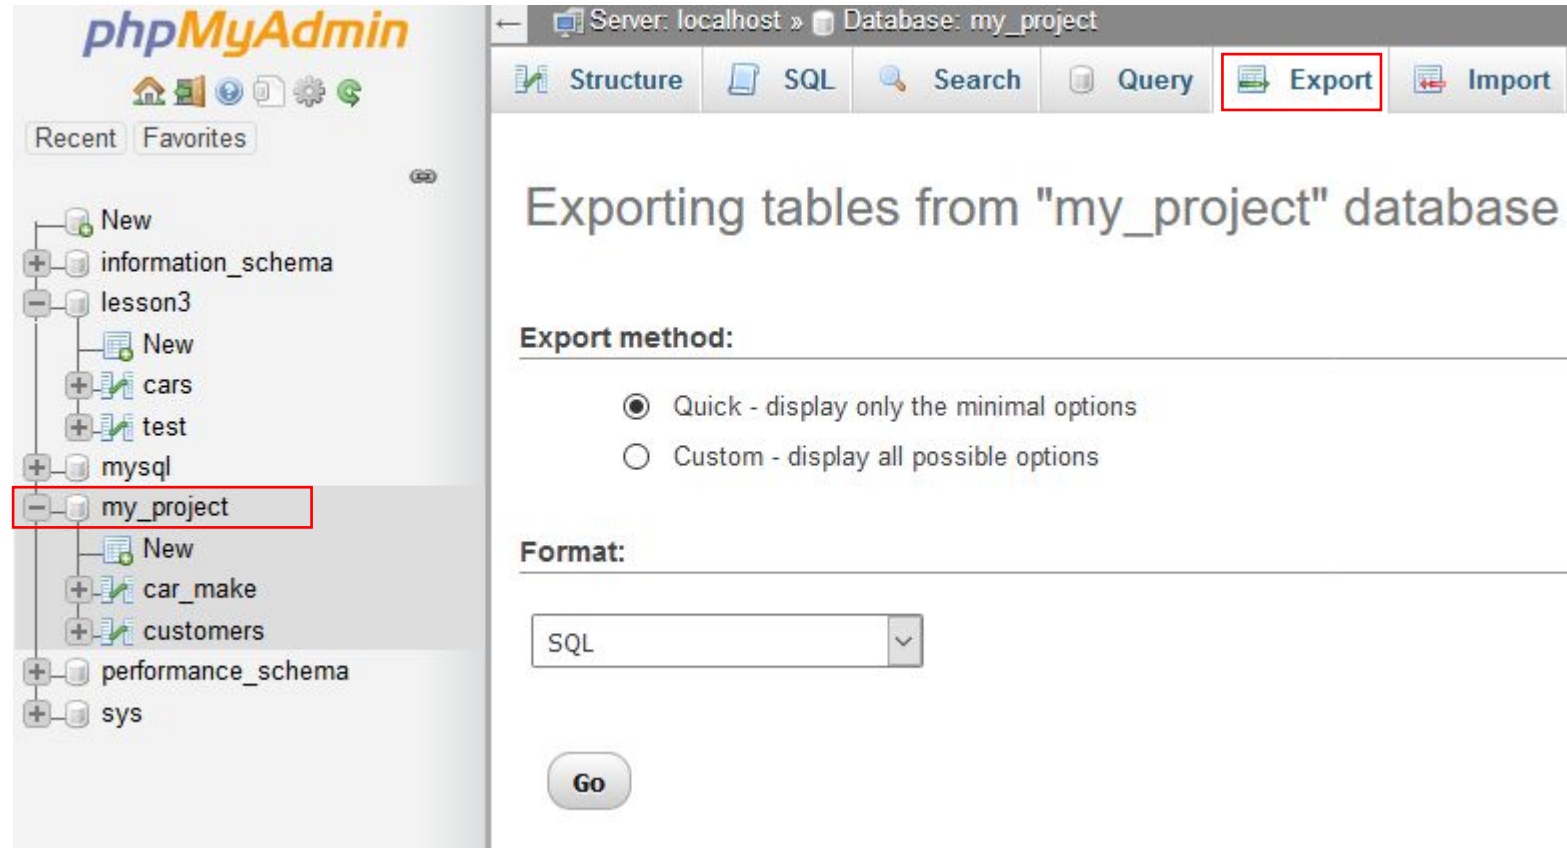 phpMyAdmin
Recent Favorites
New
information_schema
lesson3
New
cars
test
mysql
my_project
New
car_make
customers
performance_schema
sys
← Server: localhost » Database: my_project
Structure SQL Search Query Export Import
Exporting tables from "my_project" database
Export method:
Quick - display only the minimal options
Custom - display all possible options
Format:
SQL
Go